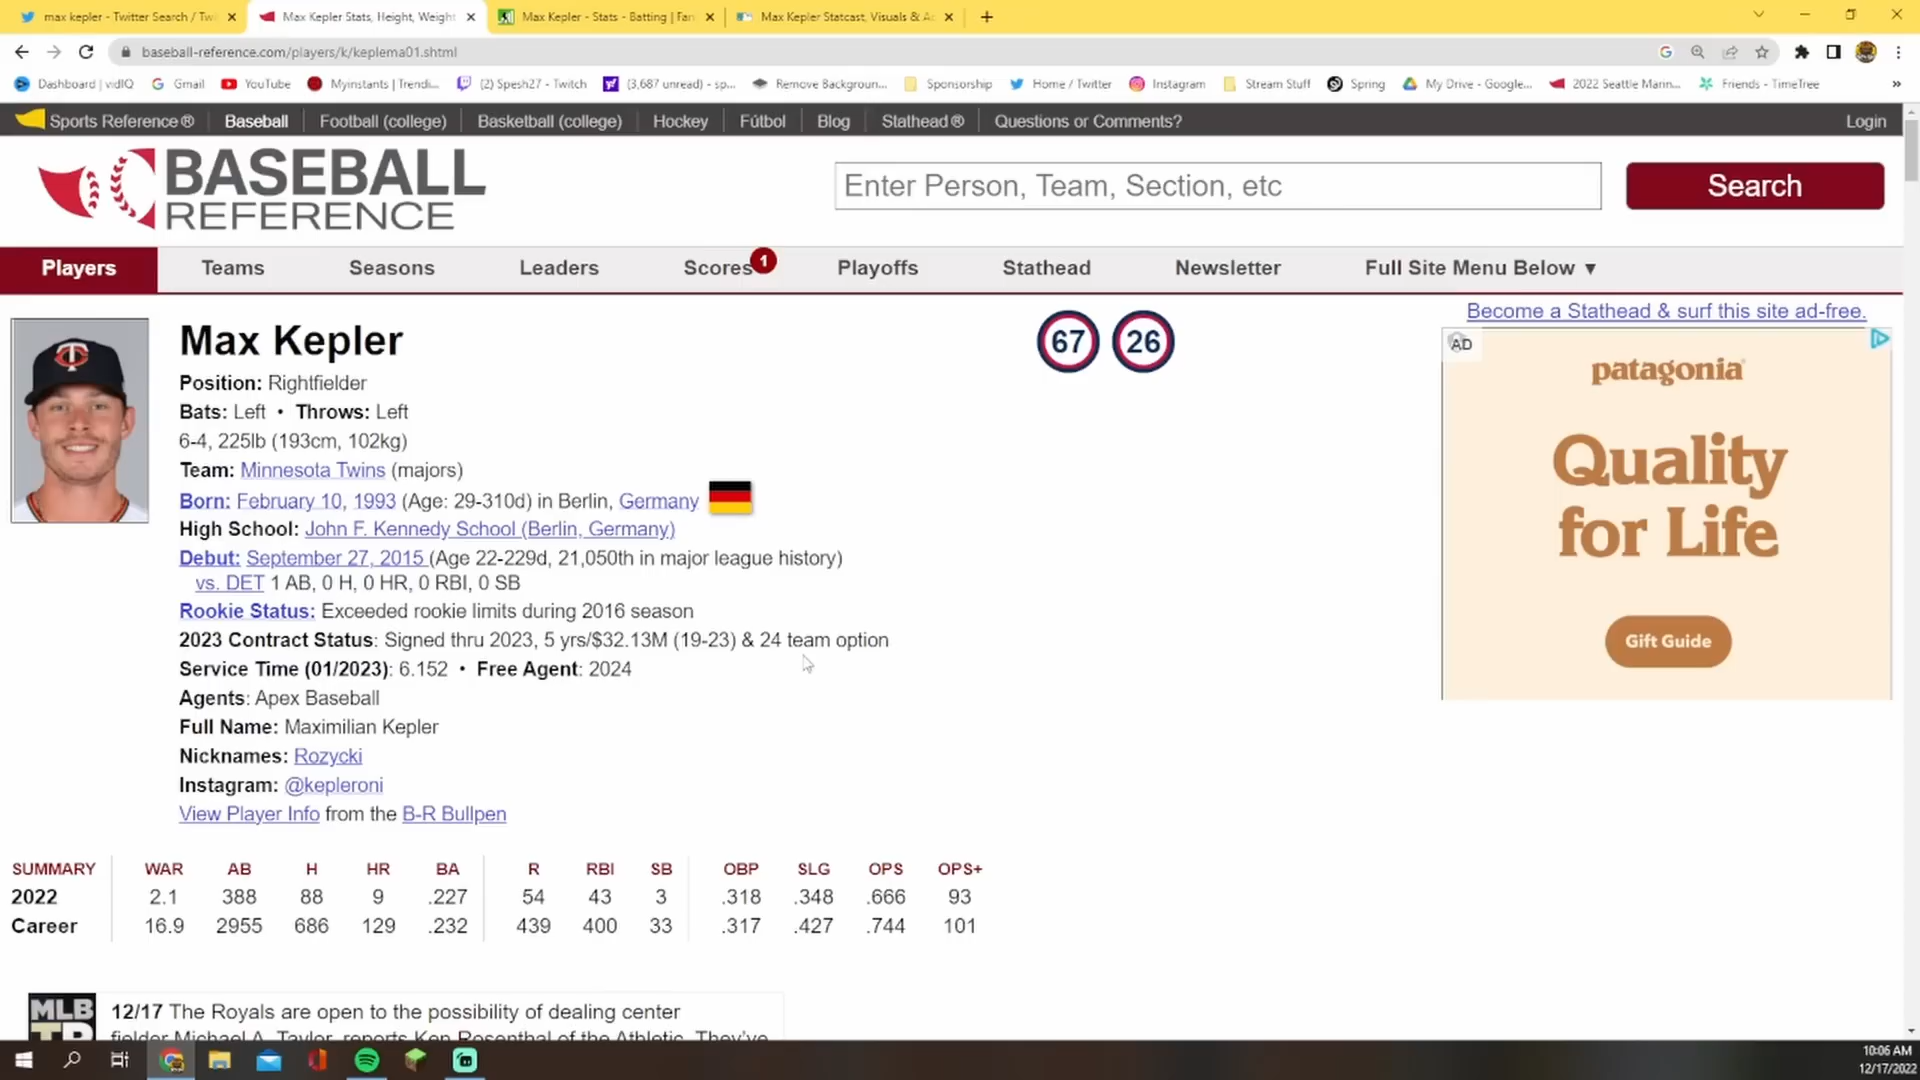 max kepler - Twitter Search / Twi
Max Kepler Stats, Height, Weight
Max Kepler - Stats - Batting | Fan
Max Kepler Statcast, Visuals & A
baseball-reference.com/players/k/keplema01.shtml
Dashboard | vidIQ
Gmail
YouTube
Myinstants | Trendi...
(2) Spesh27 - Twitch
(3,687 unread) - sp...
Remove Backgroun...
Sponsorship
Home / Twitter
Instagram
Stream Stuff
Spring
My Drive - Google...
2022 Seattle Marin...
Friends - TimeTree
»
Sports Reference®
Baseball
Football (college)
Basketball (college)
Hockey
Fútbol
Blog
Stathead®
Questions or Comments?
Login
BASEBALL
REFERENCE
Enter Person, Team, Section, etc
Search
Players
Teams
Seasons
Leaders
Scores 1
Playoffs
Stathead
Newsletter
Full Site Menu Below ▼
Become a Stathead & surf this site ad-free.
Max Kepler
67 26
Position: Rightfielder
Bats: Left • Throws: Left
6-4, 225lb (193cm, 102kg)
Team: Minnesota Twins (majors)
Born: February 10, 1993 (Age: 29-310d) in Berlin, Germany
High School: John F. Kennedy School (Berlin, Germany)
Debut: September 27, 2015 (Age 22-229d, 21,050th in major league history)
vs. DET 1 AB, 0 H, 0 HR, 0 RBI, 0 SB
Rookie Status: Exceeded rookie limits during 2016 season
2023 Contract Status: Signed thru 2023, 5 yrs/$32.13M (19-23) & 24 team option
Service Time (01/2023): 6.152 • Free Agent: 2024
Agents: Apex Baseball
Full Name: Maximilian Kepler
Nicknames: Rozycki
Instagram: @kepleroni
View Player Info from the B-R Bullpen
AD
patagonia
Quality
for Life
Gift Guide
SUMMARY WAR AB H HR BA R RBI SB OBP SLG OPS OPS+
2022 2.1 388 88 9 .227 54 43 3 .318 .348 .666 93
Career 16.9 2955 686 129 .232 439 400 33 .317 .427 .744 101
MLB
TR
12/17 The Royals are open to the possibility of dealing center
fielder Michael A. Taylor, reports Ken Rosenthal of the Athletic. They've
10:06 AM
12/17/2022